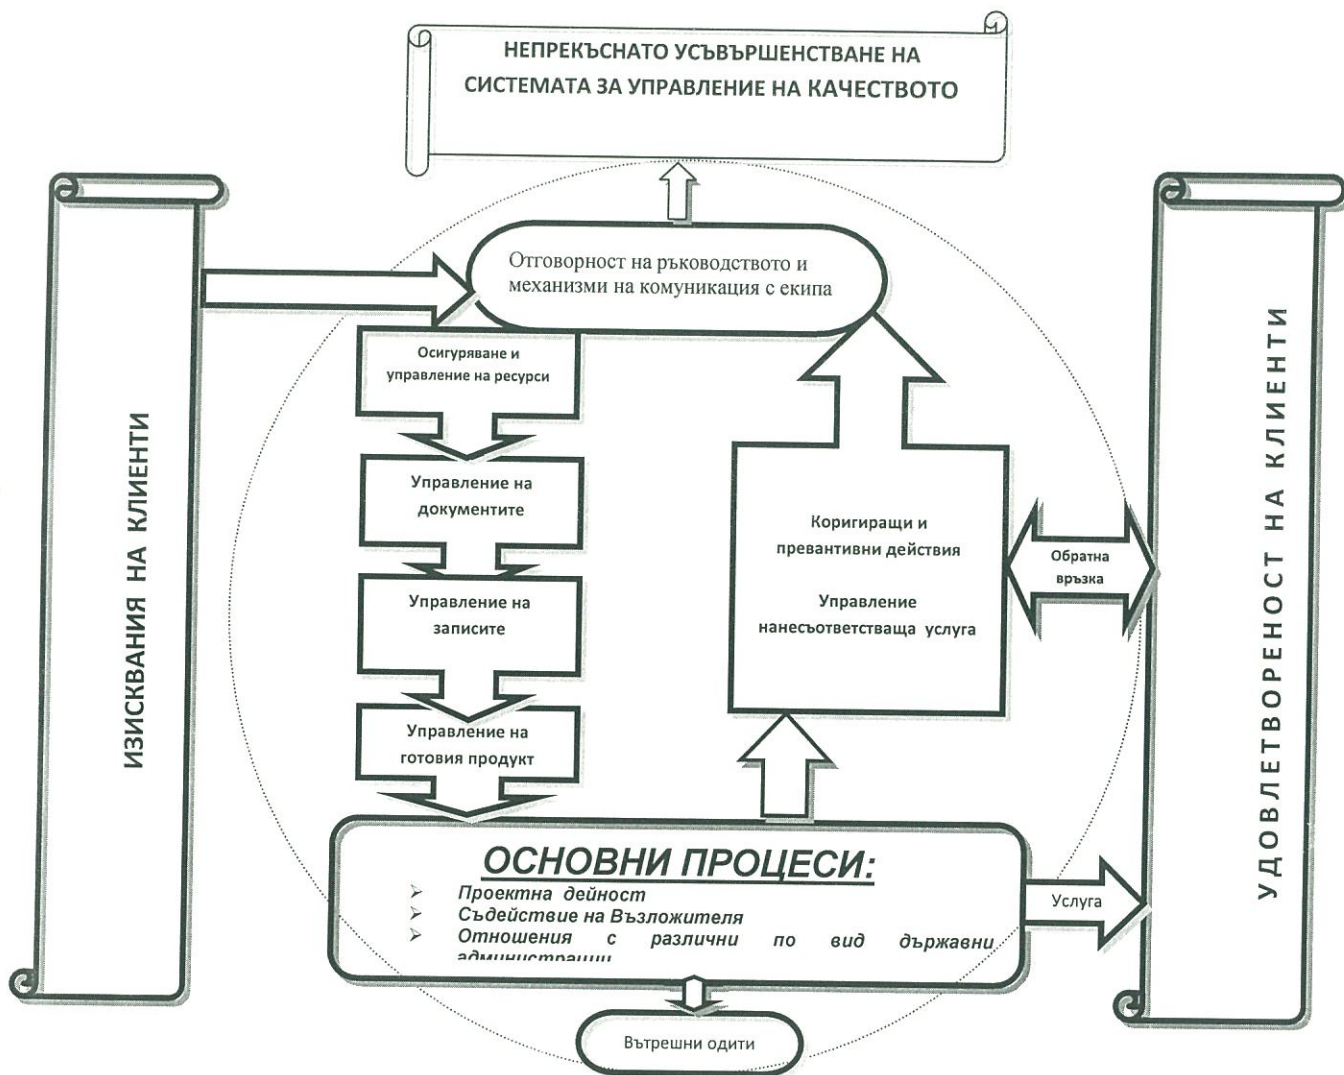 НЕПРЕКЪСНАТО УСЪВЪРШЕНСТВАНЕ НА
СИСТЕМАТА ЗА УПРАВЛЕНИЕ НА КАЧЕСТВОТО
ИЗИСКВАНИЯ НА КЛИЕНТИ
Отговорност на ръководството и
механизми на комуникация с екипа
Осигуряване и
управление на ресурси
Управление на
документите
Управление на
записите
Управление на
готовия продукт
Коригиращи и
превантивни действия
Управление
нанесъответстваща услуга
Обратна
връзка
УДОВЛЕТВОРЕНОСТ НА КЛИЕНТИ
ОСНОВНИ ПРОЦЕСИ:
Проектна дейност
Съдействие на Възложителя
Отношения с различни по вид държавни
администрации
Услуга
Вътрешни одити